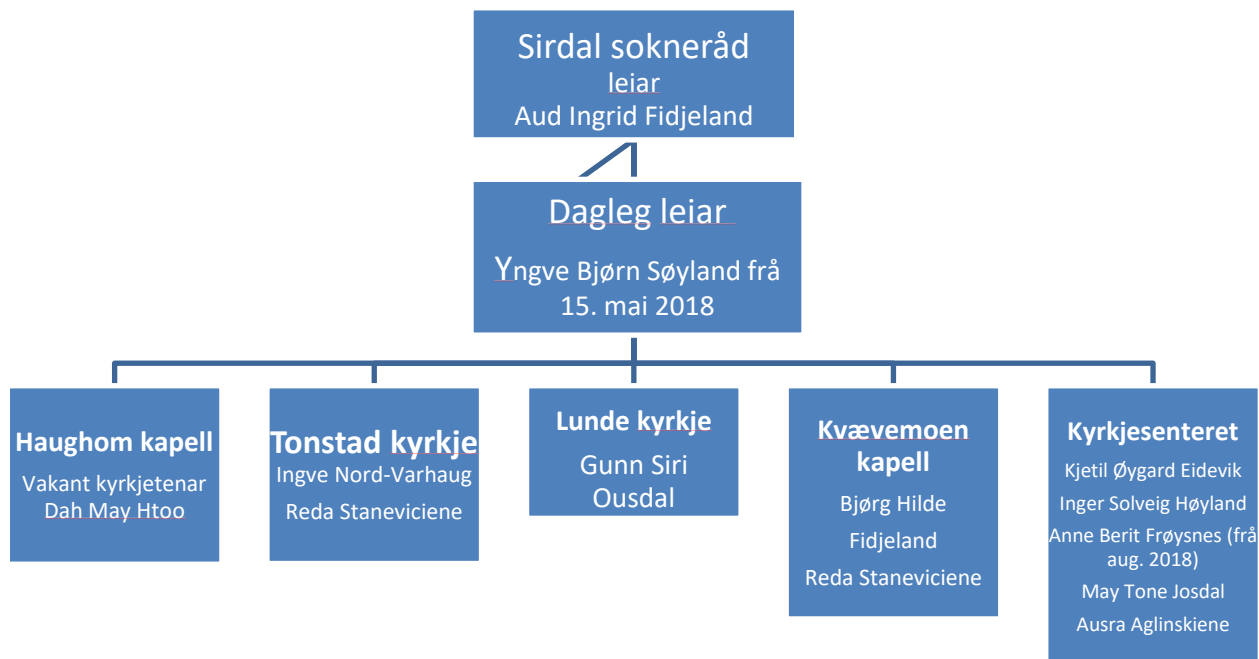 Sirdal sokneråd
leiar
Aud Ingrid Fidjeland
Dagleg leiar
Yngve Bjørn Søyland frå
15. mai 2018
Haughom kapell
Vakant kyrkjetenar
Dah May Htoo
Tonstad kyrkje
Ingve Nord-Varhaug
Reda Staneviciene
Lunde kyrkje
Gunn Siri
Ousdal
Kvævemoen
kapell
Bjørg Hilde
Fidjeland
Reda Staneviciene
Kyrkjesenteret
Kjetil Øygard Eidevik
Inger Solveig Høyland
Anne Berit Frøysnes (frå
aug. 2018)
May Tone Josdal
Ausra Aglinskiene